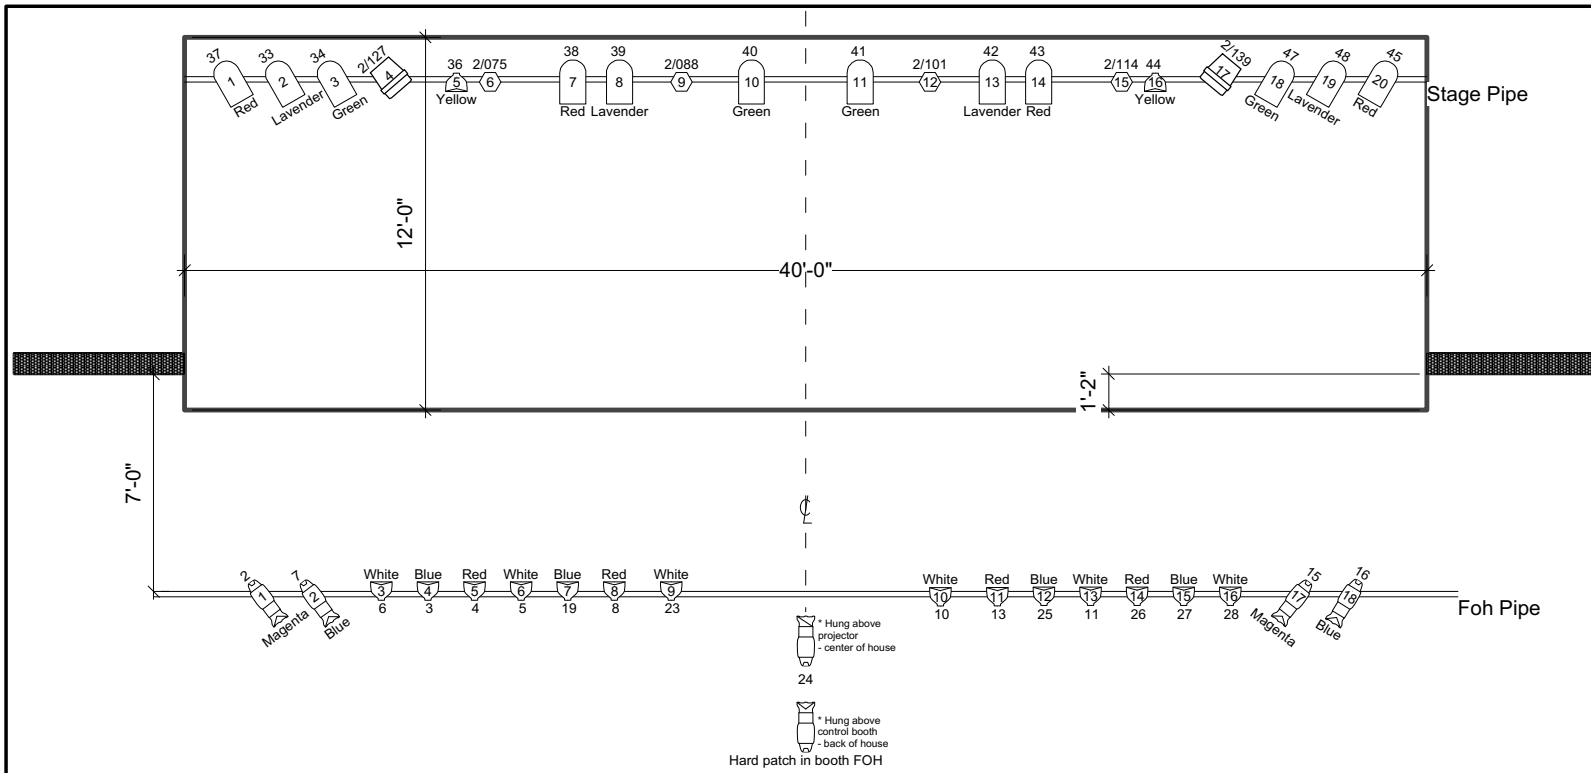 37 33 34 2/127 36 2/075 38 39 2/088 40 41 2/101 42 43 2/114 44 2/139 47 48 45
1 2 3 4 5 6 7 8 9 10 11 12 13 14 15 16 17 18 19 20
Red Lavender Green Yellow Red Lavender Green Green Lavender Red Yellow Green Lavender Red
Stage Pipe
12'-0"
40'-0"
1'-2"
7'-0"
CL
White Blue Red White Blue Red White White Red Blue White Red Blue White
2 7 15 16
1 2 3 4 5 6 7 8 9 10 11 12 13 14 15 16 17 18
6 3 4 5 19 8 23 10 13 25 11 26 27 28
Magenta Blue Magenta Blue
Foh Pipe
* Hung above
projector
- center of house
24
* Hung above
control booth
- back of house
Hard patch in booth FOH